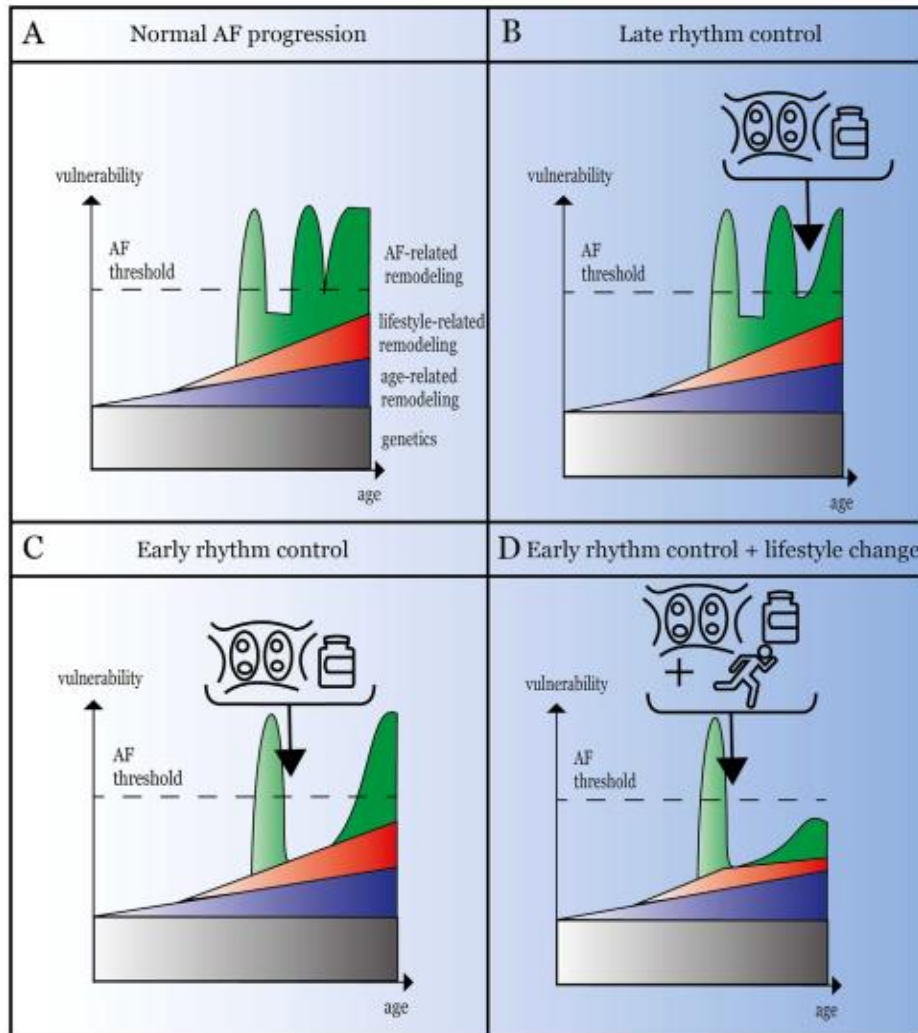 A
Normal AF progression
B
Late rhythm control
vulnerability
AF
threshold
AF-related
remodeling
lifestyle-related
remodeling
age-related
remodeling
genetics
age
vulnerability
AF
threshold
age
C
Early rhythm control
D
Early rhythm control + lifestyle change
vulnerability
AF
threshold
age
+
vulnerability
AF
threshold
age